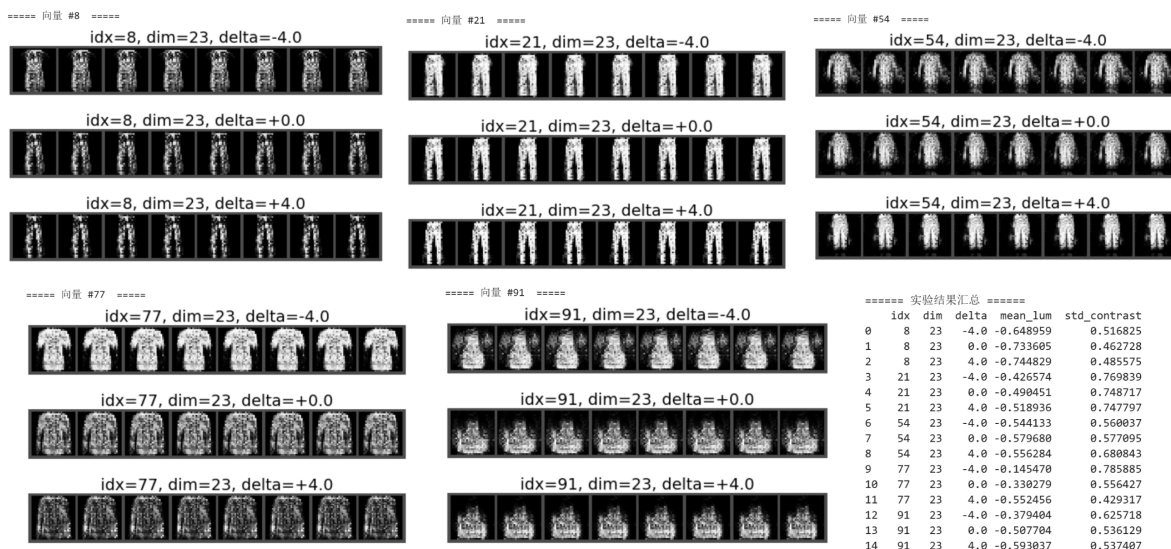 ===== 向量 #8 =====
idx=8, dim=23, delta=-4.0
idx=8, dim=23, delta=+0.0
idx=8, dim=23, delta=+4.0
===== 向量 #21 =====
idx=21, dim=23, delta=-4.0
idx=21, dim=23, delta=+0.0
idx=21, dim=23, delta=+4.0
===== 向量 #54 =====
idx=54, dim=23, delta=-4.0
idx=54, dim=23, delta=+0.0
idx=54, dim=23, delta=+4.0
===== 向量 #77 =====
idx=77, dim=23, delta=-4.0
idx=77, dim=23, delta=+0.0
idx=77, dim=23, delta=+4.0
===== 向量 #91 =====
idx=91, dim=23, delta=-4.0
idx=91, dim=23, delta=+0.0
idx=91, dim=23, delta=+4.0
====== 实验结果汇总 ======
idx dim delta mean_lum std_contrast
0 8 23 -4.0 -0.648959 0.516825
1 8 23 0.0 -0.733605 0.462728
2 8 23 4.0 -0.744829 0.485575
3 21 23 -4.0 -0.426574 0.769839
4 21 23 0.0 -0.490451 0.748717
5 21 23 4.0 -0.518936 0.747797
6 54 23 -4.0 -0.544133 0.560037
7 54 23 0.0 -0.579680 0.577095
8 54 23 4.0 -0.556284 0.680843
9 77 23 -4.0 -0.145470 0.785885
10 77 23 0.0 -0.330279 0.556427
11 77 23 4.0 -0.552456 0.429317
12 91 23 -4.0 -0.379404 0.625718
13 91 23 0.0 -0.507704 0.536129
14 91 23 4.0 -0.593037 0.537407